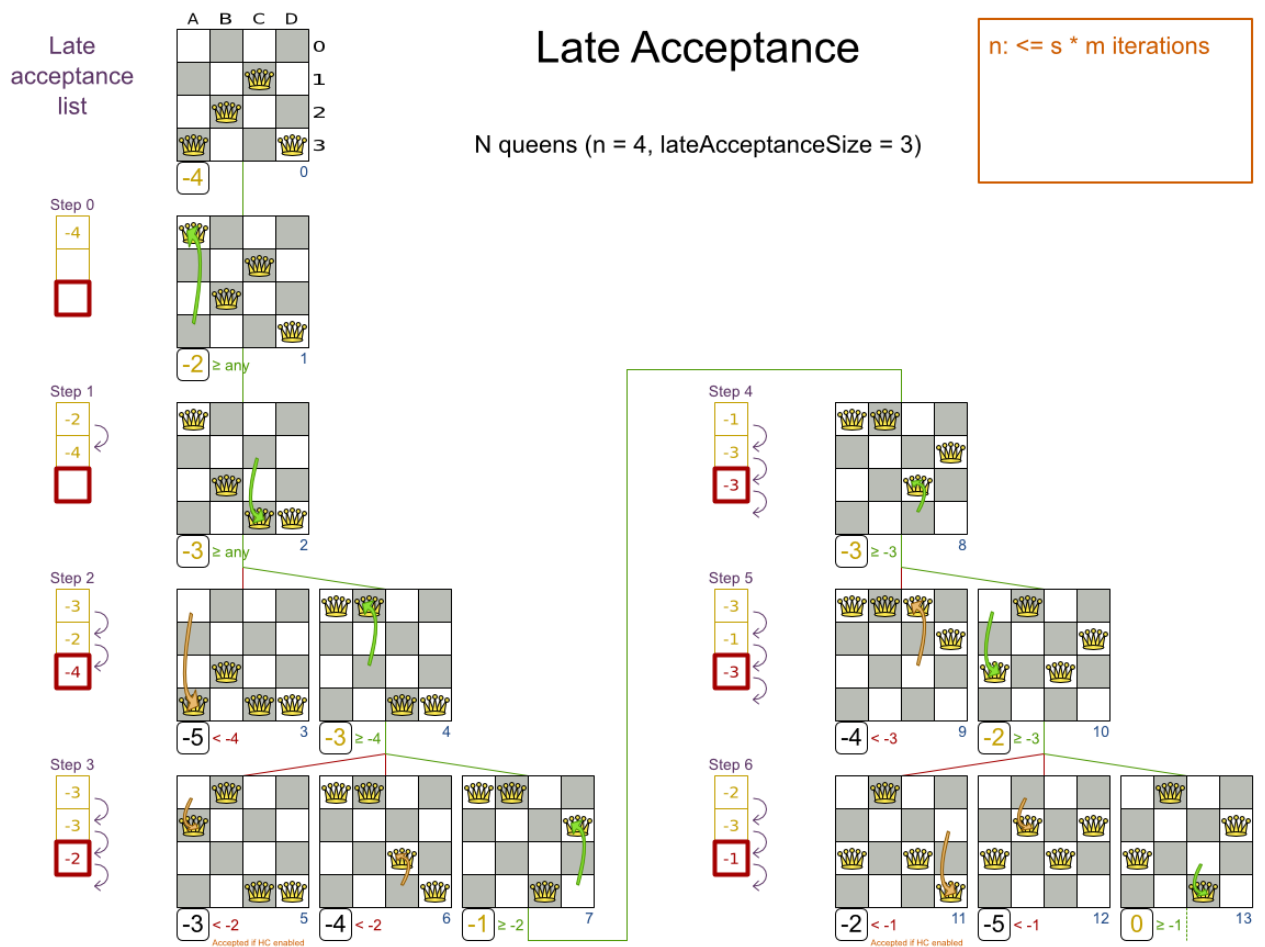 Late Acceptance
N queens (n = 4, lateAcceptanceSize = 3)
n: <= s * m iterations
Late
acceptance
list
A B C D
0
1
2
3
-4
0
Step 0
-4
-2 ≥ any
1
Step 1
-2
-4
-3 ≥ any
2
Step 2
-3
-2
-4
-5 < -4
3
-3 ≥ -4
4
Step 3
-3
-3
-2
-3 < -2
5
Accepted if HC enabled
-4 < -2
6
-1 ≥ -2
7
Step 4
-1
-3
-3
-3 ≥ -3
8
Step 5
-3
-1
-3
-4 < -3
9
-2 ≥ -3
10
Step 6
-2
-3
-1
-2 < -1
11
Accepted if HC enabled
-5 < -1
12
0 ≥ -1
13